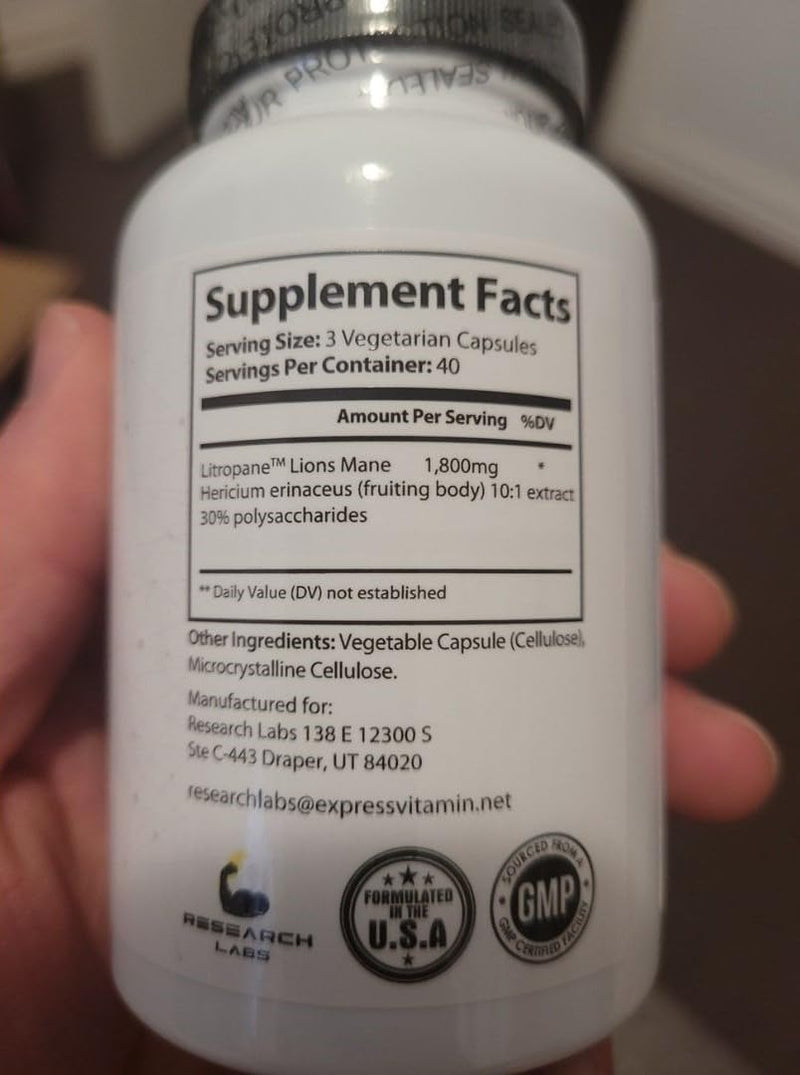 Supplement Facts
Serving Size: 3 Vegetarian Capsules
Servings Per Container: 40
Amount Per Serving %DV
Litropane™ Lions Mane 1,800mg *
Hericium erinaceus (fruiting body) 10:1 extract
30% polysaccharides
** Daily Value (DV) not established
Other Ingredients: Vegetable Capsule (Cellulose),
Microcrystalline Cellulose.
Manufactured for:
Research Labs 138 E 12300 S
Ste C-443 Draper, UT 84020
researchlabs@expressvitamin.net
RESEARCH
LABS
FORMULATED
IN THE
U.S.A
SOURCED FROM A
GMP
GMP CERTIFIED FACILITY